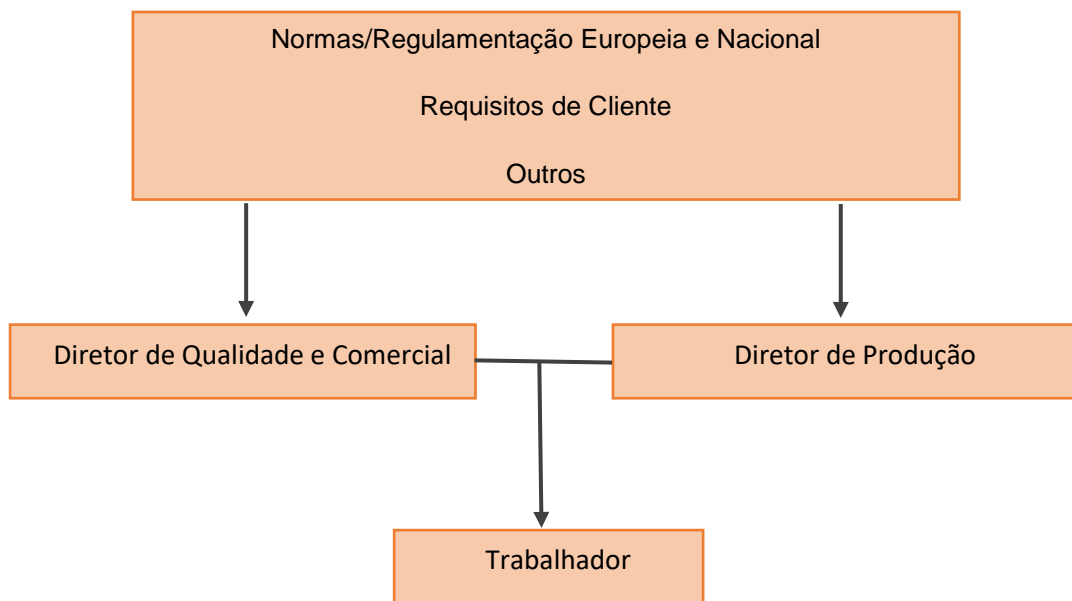 Normas/Regulamentação Europeia e Nacional
Requisitos de Cliente
Outros
Diretor de Qualidade e Comercial
Diretor de Produção
Trabalhador